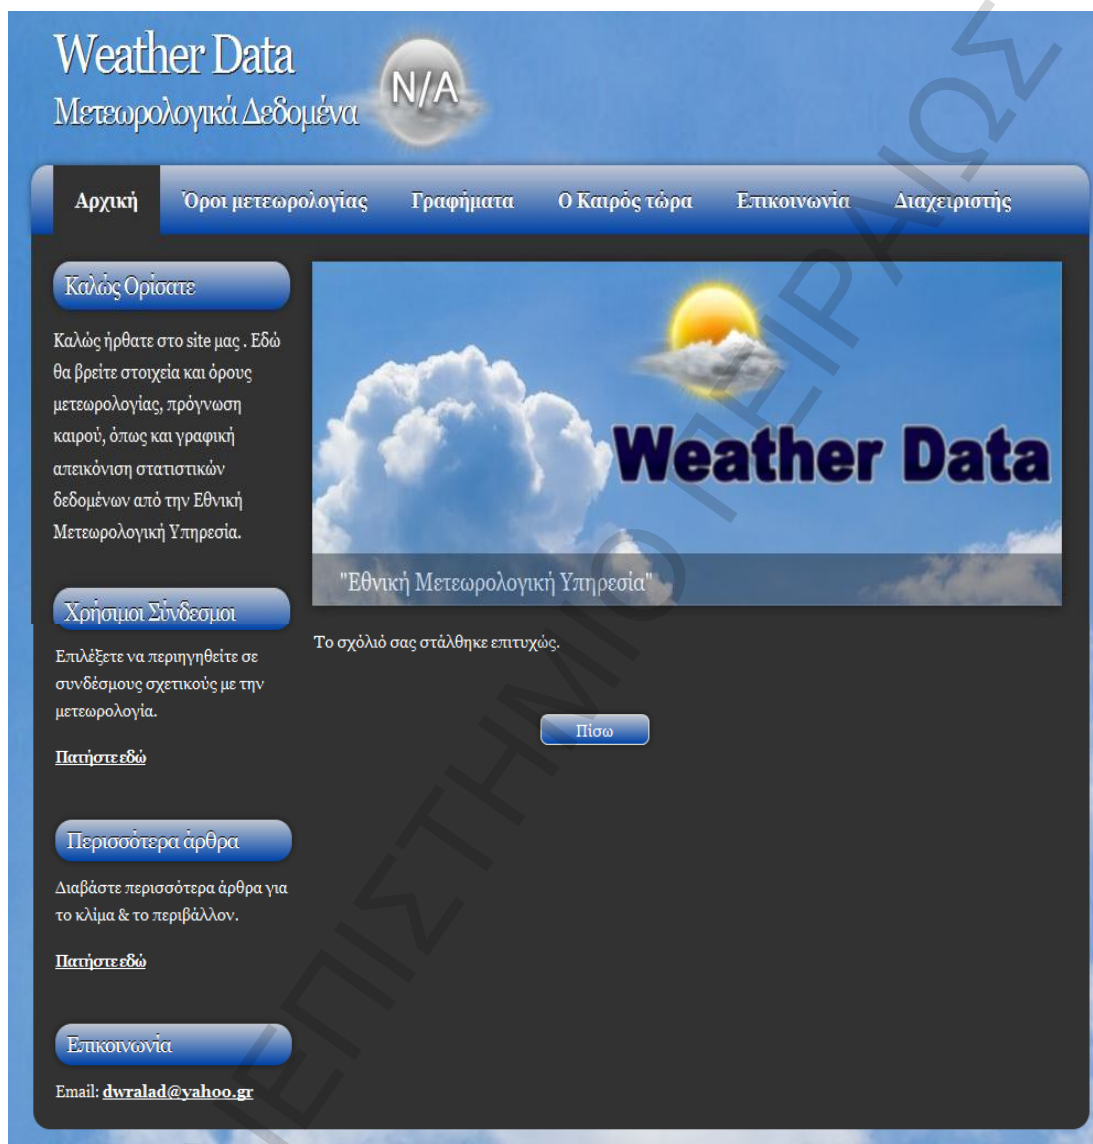 Weather Data
Μετεωρολογικά Δεδομένα
N/A
Αρχική Όροι μετεωρολογίας Γραφήματα Ο Καιρός τώρα Επικοινωνία Διαχειριστής
Καλώς Ορίσατε
Καλώς ήρθατε στο site μας . Εδώ
θα βρείτε στοιχεία και όρους
μετεωρολογίας, πρόγνωση
καιρού, όπως και γραφική
απεικόνιση στατιστικών
δεδομένων από την Εθνική
Μετεωρολογική Υπηρεσία.
Weather Data
"Εθνική Μετεωρολογική Υπηρεσία"
Το σχόλιό σας στάλθηκε επιτυχώς.
Πίσω
Χρήσιμοι Σύνδεσμοι
Επιλέξετε να περιηγηθείτε σε
συνδέσμους σχετικούς με την
μετεωρολογία.
Πατήστε εδώ
Περισσότερα άρθρα
Διαβάστε περισσότερα άρθρα για
το κλίμα & το περιβάλλον.
Πατήστε εδώ
Επικοινωνία
Email: dwralad@yahoo.gr
ΠΑΝΕΠΙΣΤΗΜΙΟ ΠΕΙΡΑΙΩΣ